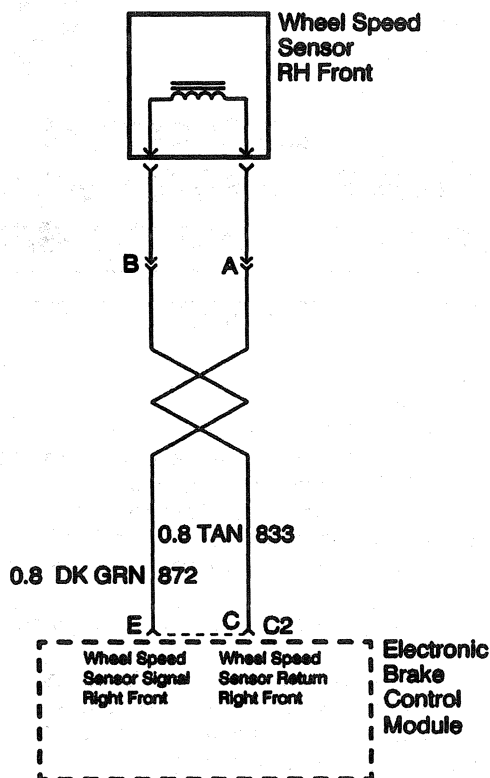 Wheel Speed
Sensor
RH Front
B
A
0.8 TAN 833
0.8 DK GRN 872
E
C
C2
Wheel Speed
Sensor Signal
Right Front
Wheel Speed
Sensor Return
Right Front
Electronic
Brake
Control
Module